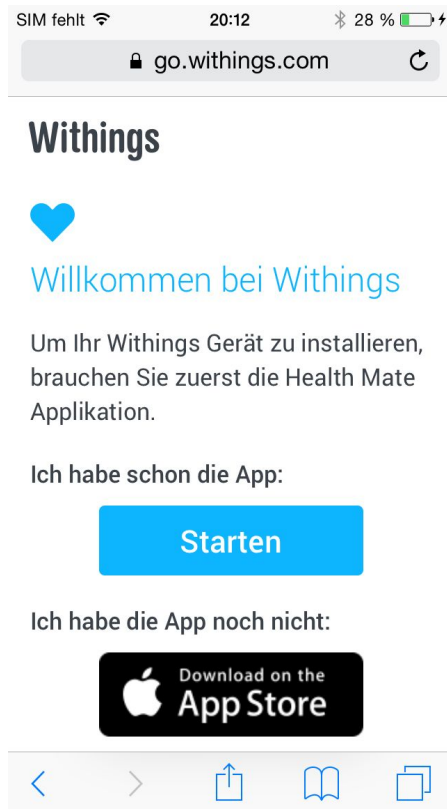 SIM fehlt 20:12 28 %
go.withings.com
Withings
Willkommen bei Withings
Um Ihr Withings Gerät zu installieren,
brauchen Sie zuerst die Health Mate
Applikation.
Ich habe schon die App:
Starten
Ich habe die App noch nicht:
Download on the
App Store